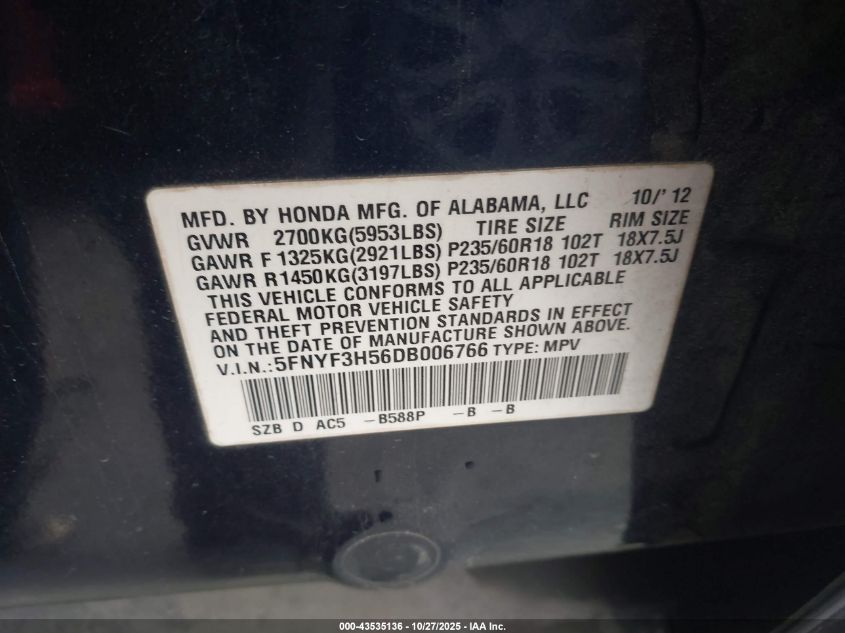 MFD. BY HONDA MFG. OF ALABAMA, LLC 10/'12
GVWR 2700KG(5953LBS) TIRE SIZE RIM SIZE
GAWR F 1325KG(2921LBS) P235/60R18 102T 18X7.5J
GAWR R1450KG(3197LBS) P235/60R18 102T 18X7.5J
THIS VEHICLE CONFORMS TO ALL APPLICABLE
FEDERAL MOTOR VEHICLE SAFETY
AND THEFT PREVENTION STANDARDS IN EFFECT
ON THE DATE OF MANUFACTURE SHOWN ABOVE.
V.I.N.:5FNYF3H56DB006766 TYPE: MPV
SZB D AC5 -B588P -B -B
000-43535136 - 10/27/2025 - IAA Inc.